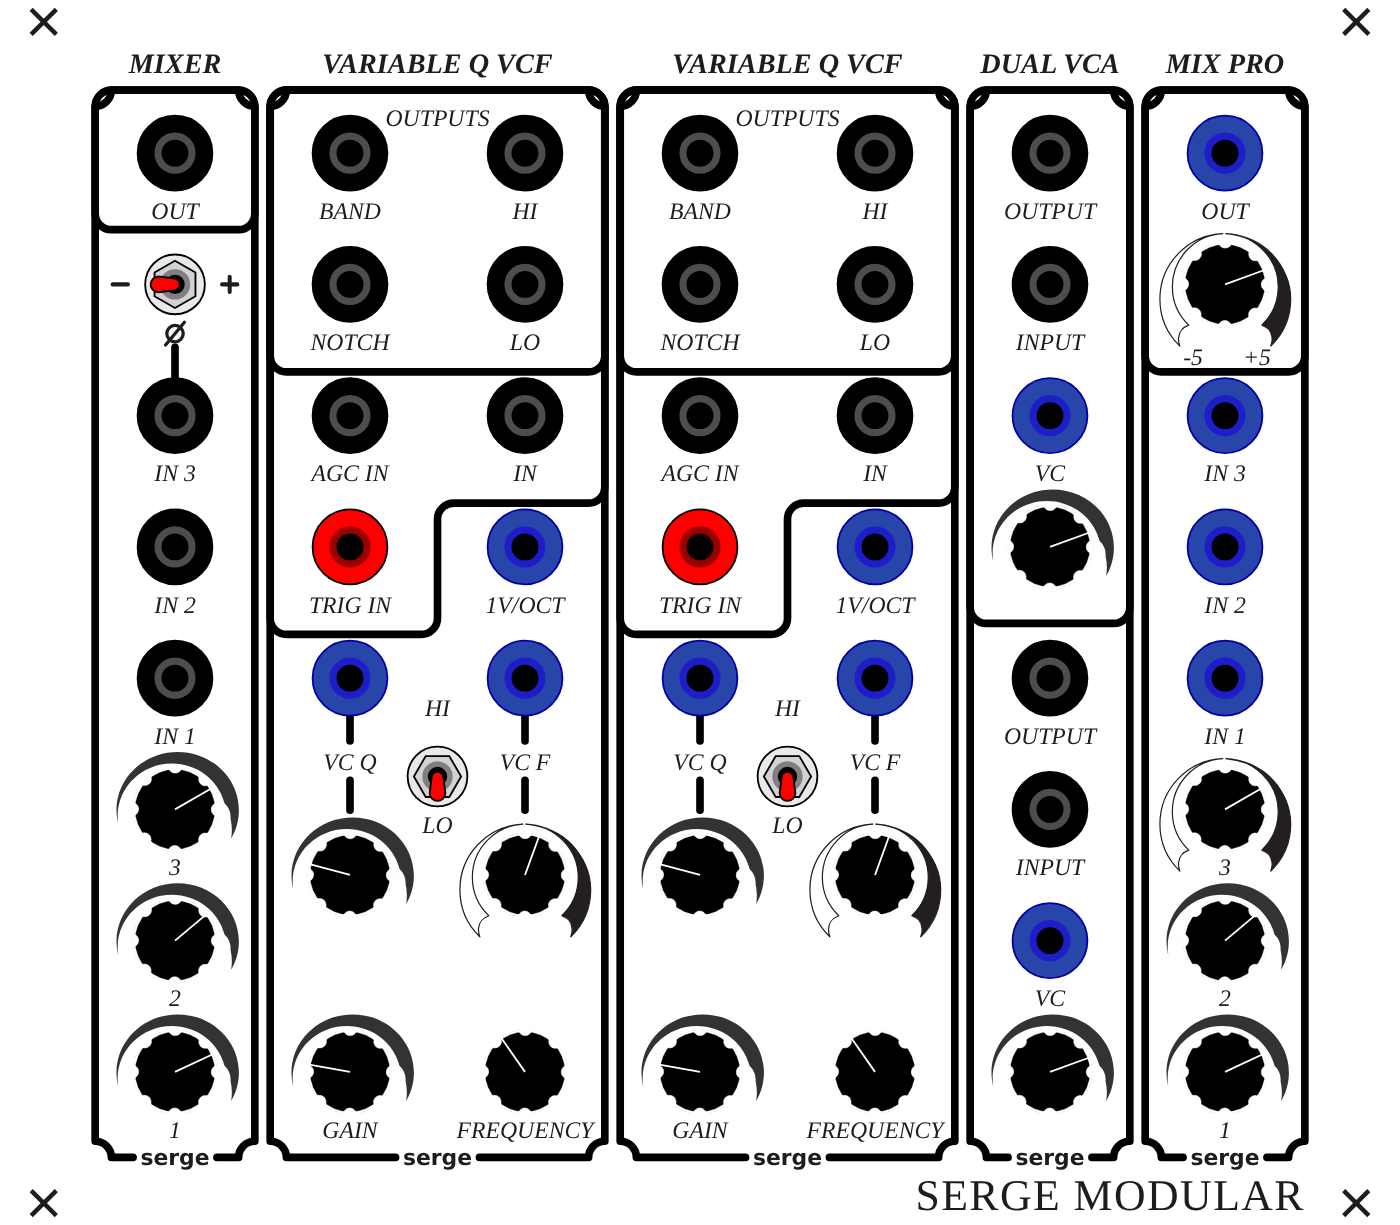 MIXER
VARIABLE Q VCF
VARIABLE Q VCF
DUAL VCA
MIX PRO
OUTPUTS
OUTPUTS
OUT
BAND
HI
BAND
HI
OUTPUT
OUT
− +
Ø
NOTCH
LO
NOTCH
LO
INPUT
-5 +5
IN 3
AGC IN
IN
AGC IN
IN
VC
IN 3
IN 2
TRIG IN
1V/OCT
TRIG IN
1V/OCT
IN 2
IN 1
HI
HI
OUTPUT
IN 1
VC Q
VC F
VC Q
VC F
LO
LO
3
INPUT
3
2
VC
2
1
GAIN
FREQUENCY
GAIN
FREQUENCY
1
serge
serge
serge
serge
serge
SERGE MODULAR